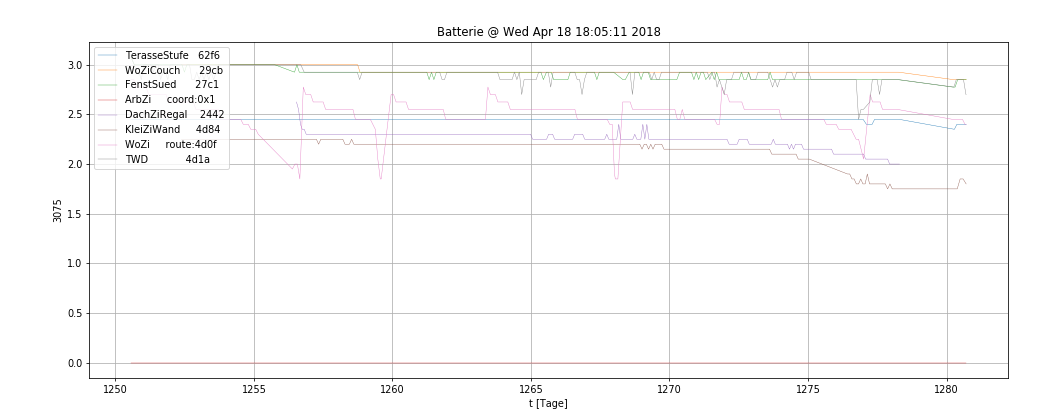 Batterie @ Wed Apr 18 18:05:11 2018
3.0
2.5
2.0
1.5
1.0
0.5
0.0
3075
TerasseStufe 62f6
WoZiCouch 29cb
FenstSued 27c1
ArbZi coord:0x1
DachZiRegal 2442
KleiZiWand 4d84
WoZi route:4d0f
TWD 4d1a
1250 1255 1260 1265 1270 1275 1280
t [Tage]